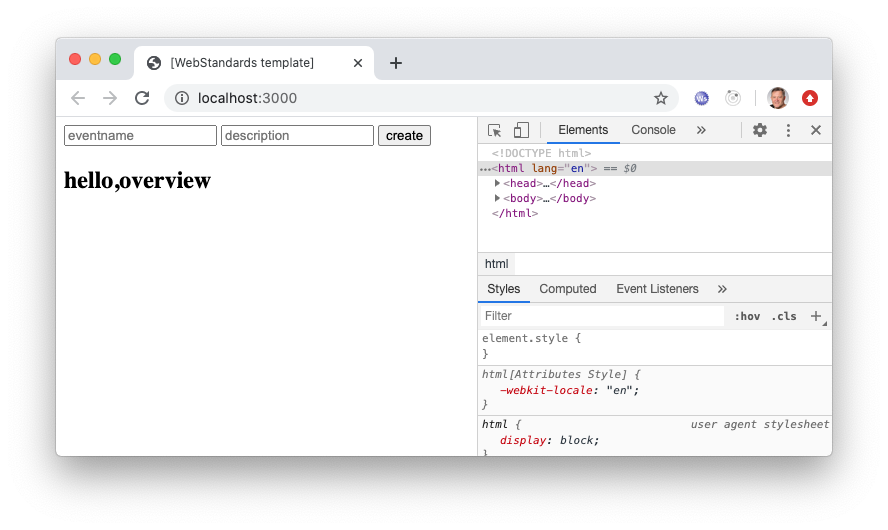 [WebStandards template]
localhost:3000
Ws
eventname description create
hello,overview
Elements Console »
<!DOCTYPE html>
…<html lang="en"> == $0
<head>…</head>
<body>…</body>
</html>
html
Styles Computed Event Listeners »
Filter :hov .cls +
element.style {
}
html[Attributes Style] {
-webkit-locale: "en";
}
html { user agent stylesheet
display: block;
}